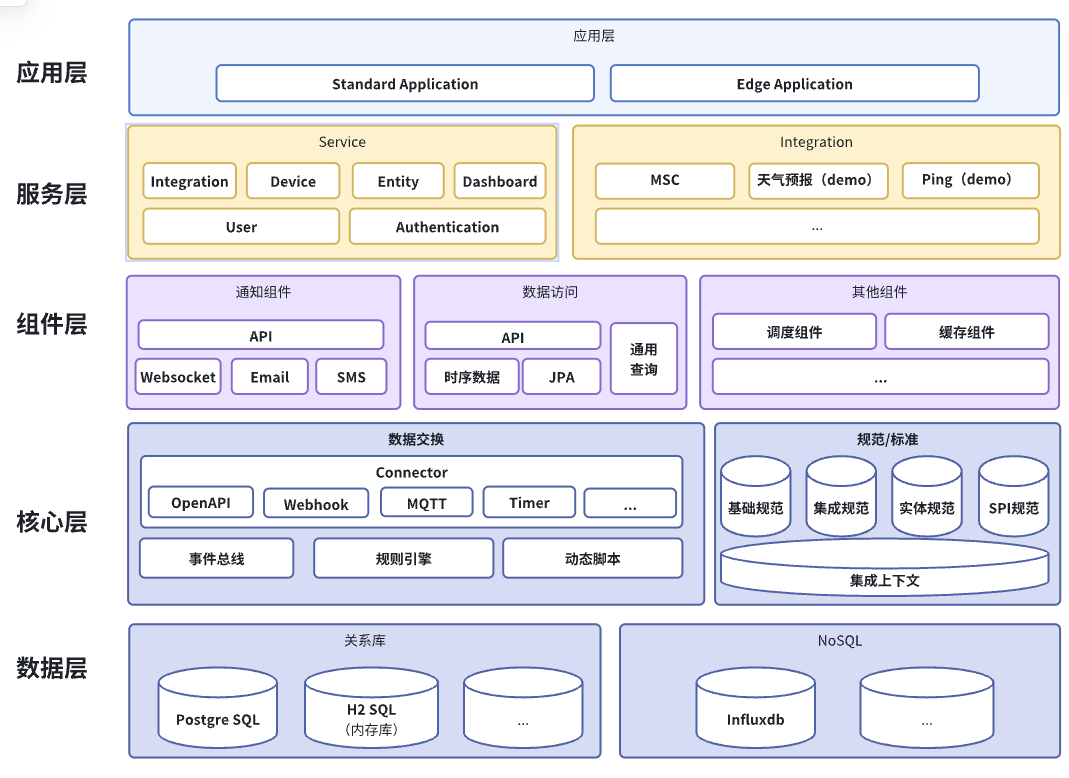 应用层
应用层
Standard Application
Edge Application
服务层
Service
Integration
Device
Entity
Dashboard
User
Authentication
Integration
MSC
天气预报（demo）
Ping（demo）
...
组件层
通知组件
API
Websocket
Email
SMS
数据访问
API
时序数据
JPA
通用
查询
其他组件
调度组件
缓存组件
...
核心层
数据交换
Connector
OpenAPI
Webhook
MQTT
Timer
...
事件总线
规则引擎
动态脚本
规范/标准
基础规范
集成规范
实体规范
SPI规范
集成上下文
数据层
关系库
Postgre SQL
H2 SQL
（内存库）
...
NoSQL
Influxdb
...